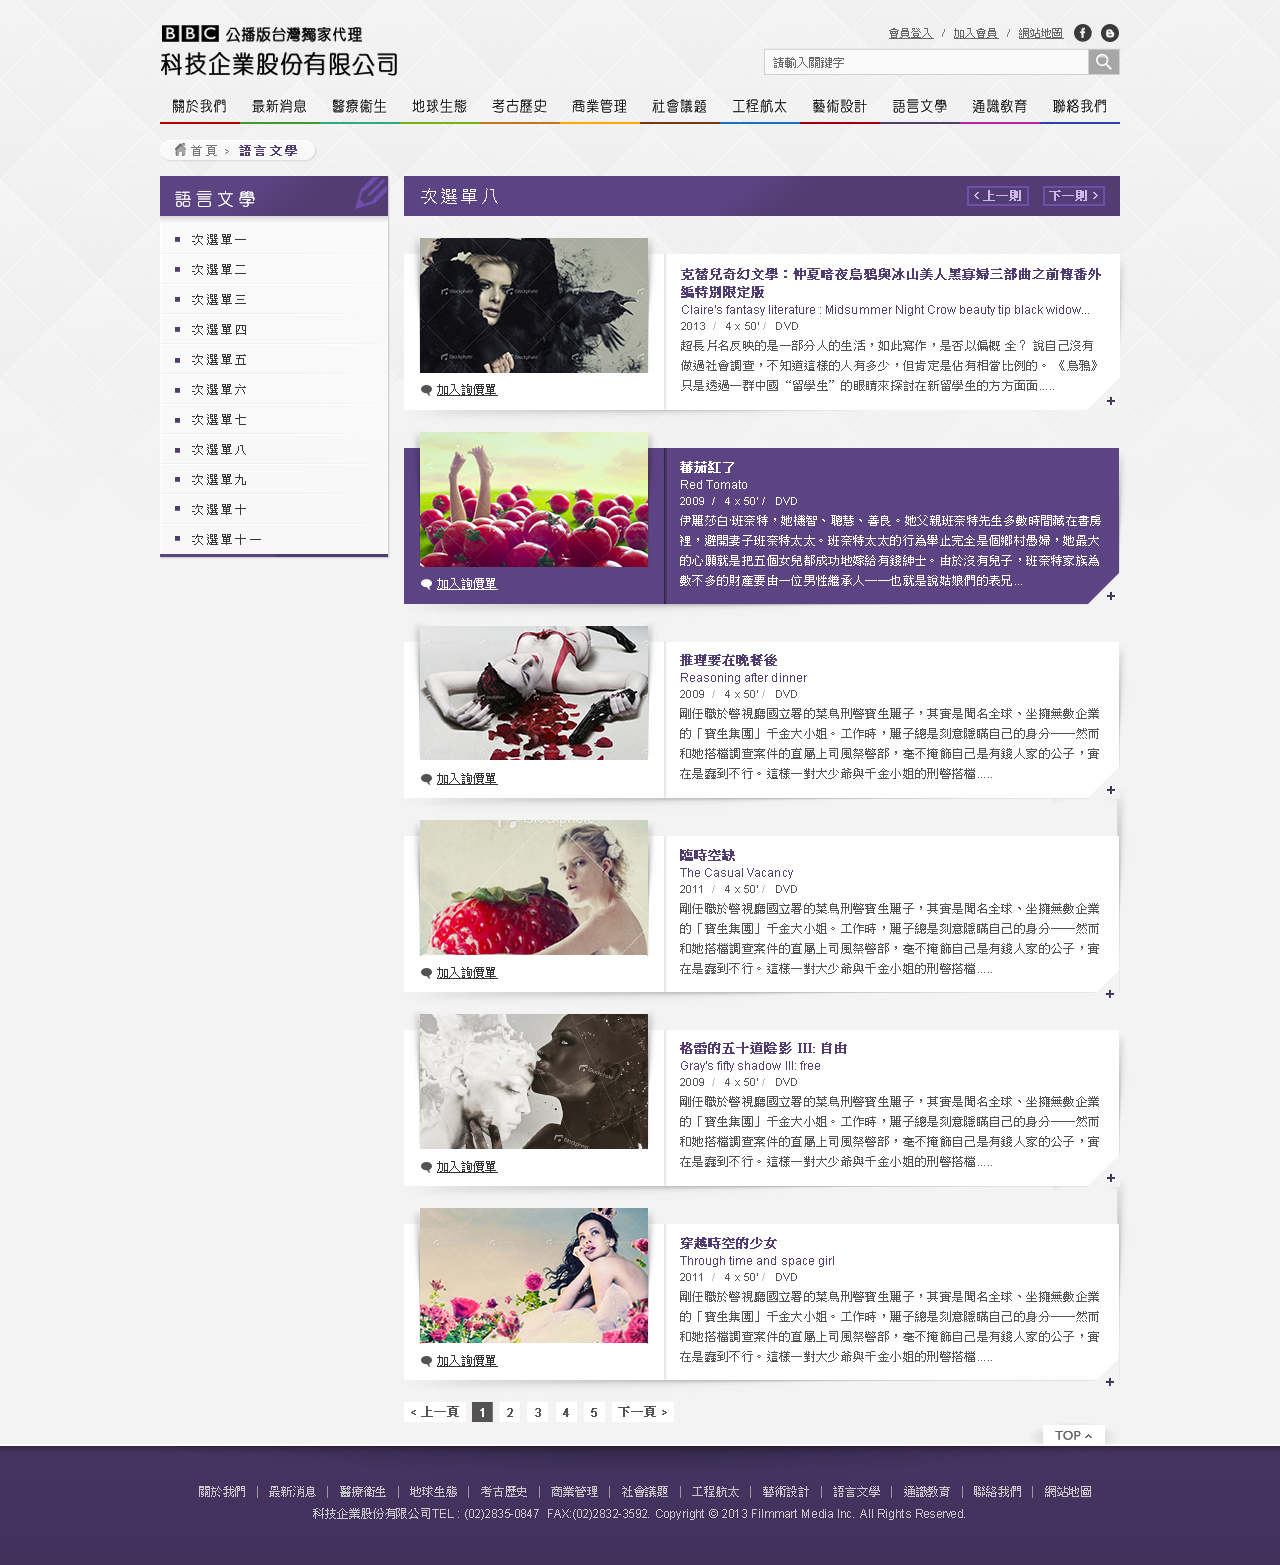 BBC 公播版台灣獨家代理
科技企業股份有限公司
會員登入 / 加入會員 / 網站地圖
請輸入關鍵字
關於我們 最新消息 醫療衛生 地球生態 考古歷史 商業管理 社會議題 工程航太 藝術設計 語言文學 通識教育 聯絡我們
首頁 > 語言文學
語言文學
次選單一
次選單二
次選單三
次選單四
次選單五
次選單六
次選單七
次選單八
次選單九
次選單十
次選單十一
次選單八
<上一則 下一則>
克蕾兒奇幻文學:仲夏暗夜烏鴉與冰山美人黑寡婦三部曲之前傳番外
編特別限定版
Claire's fantasy literature : Midsummer Night Crow beauty tip black widow...
2013 / 4 x 50' / DVD
超長片名反映的是一部分人的生活,如此寫作,是否以偏概 全? 說自己沒有
做過社會調查,不知道這樣的人有多少,但肯定是佔有相當比例的。《烏鴉》
只是透過一群中國“留學生”的眼睛來探討在新留學生的方方面面.....
加入詢價單
+
蕃茄紅了
Red Tomato
2009 / 4 x 50' / DVD
伊麗莎白·班奈特,她機智、聰慧、善良。她父親班奈特先生多數時間藏在書房
裡,避開妻子班奈特太太。班奈特太太的行為舉止完全是個鄉村愚婦,她最大
的心願就是把五個女兒都成功地嫁給有錢紳士。由於沒有兒子,班奈特家族為
數不多的財產要由一位男性繼承人——也就是說姑娘們的表兄...
加入詢價單
+
推理要在晚餐後
Reasoning after dinner
2009 / 4 x 50' / DVD
剛任職於警視廳國立署的菜鳥刑警寶生麗子,其實是聞名全球、坐擁無數企業
的「寶生集團」千金大小姐。工作時,麗子總是刻意隱瞞自己的身分——然而
和她搭檔調查案件的直屬上司風祭警部,毫不掩飾自己是有錢人家的公子,實
在是蠢到不行。這樣一對大少爺與千金小姐的刑警搭檔.....
加入詢價單
+
臨時空缺
The Casual Vacancy
2011 / 4 x 50' / DVD
剛任職於警視廳國立署的菜鳥刑警寶生麗子,其實是聞名全球、坐擁無數企業
的「寶生集團」千金大小姐。工作時,麗子總是刻意隱瞞自己的身分——然而
和她搭檔調查案件的直屬上司風祭警部,毫不掩飾自己是有錢人家的公子,實
在是蠢到不行。這樣一對大少爺與千金小姐的刑警搭檔.....
加入詢價單
+
格雷的五十道陰影 III: 自由
Gray's fifty shadow III: free
2009 / 4 x 50' / DVD
剛任職於警視廳國立署的菜鳥刑警寶生麗子,其實是聞名全球、坐擁無數企業
的「寶生集團」千金大小姐。工作時,麗子總是刻意隱瞞自己的身分——然而
和她搭檔調查案件的直屬上司風祭警部,毫不掩飾自己是有錢人家的公子,實
在是蠢到不行。這樣一對大少爺與千金小姐的刑警搭檔.....
加入詢價單
+
穿越時空的少女
Through time and space girl
2011 / 4 x 50' / DVD
剛任職於警視廳國立署的菜鳥刑警寶生麗子,其實是聞名全球、坐擁無數企業
的「寶生集團」千金大小姐。工作時,麗子總是刻意隱瞞自己的身分——然而
和她搭檔調查案件的直屬上司風祭警部,毫不掩飾自己是有錢人家的公子,實
在是蠢到不行。這樣一對大少爺與千金小姐的刑警搭檔.....
加入詢價單
+
< 上一頁 1 2 3 4 5 下一頁 >
TOP
關於我們 | 最新消息 | 醫療衛生 | 地球生態 | 考古歷史 | 商業管理 | 社會議題 | 工程航太 | 藝術設計 | 語言文學 | 通識教育 | 聯絡我們 | 網站地圖
科技企業股份有限公司TEL : (02)2835-0847 FAX:(02)2832-3592. Copyright © 2013 Filmmart Media Inc. All Rights Reserved.